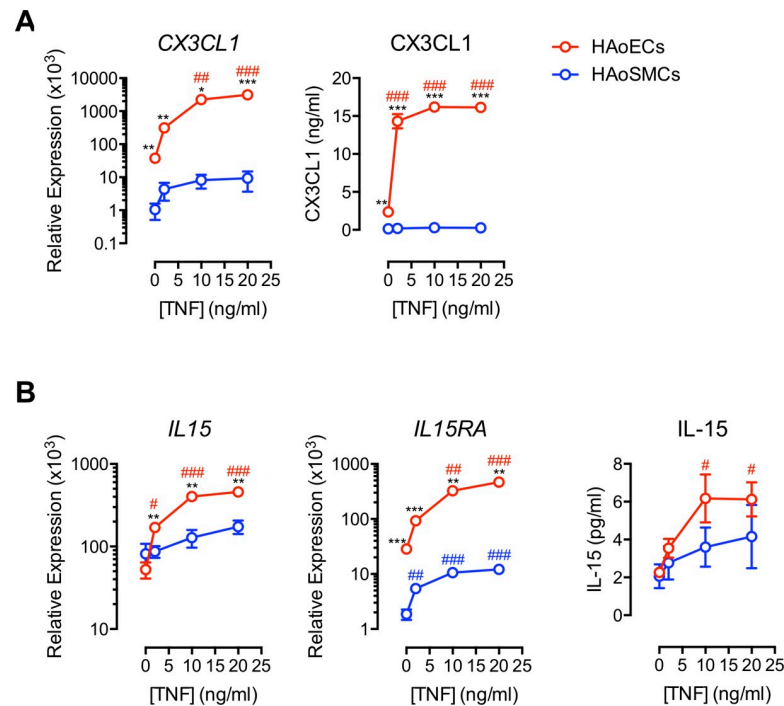 A
CX3CL1
CX3CL1
HAoECs
HAoSMCs
Relative Expression (x10³)
10000
1000
100
10
1
0.1
**
**
##
*
###
***
0 5 10 15 20 25
[TNF] (ng/ml)
CX3CL1 (ng/ml)
20
15
10
5
0
**
###
***
###
***
###
***
0 5 10 15 20 25
[TNF] (ng/ml)
B
IL15
IL15RA
IL-15
Relative Expression (x10³)
1000
100
10
#
**
###
**
###
**
0 5 10 15 20 25
[TNF] (ng/ml)
Relative Expression (x10³)
1000
100
10
1
***
***
##
**
###
**
##
###
###
0 5 10 15 20 25
[TNF] (ng/ml)
IL-15 (pg/ml)
8
6
4
2
0
#
#
0 5 10 15 20 25
[TNF] (ng/ml)